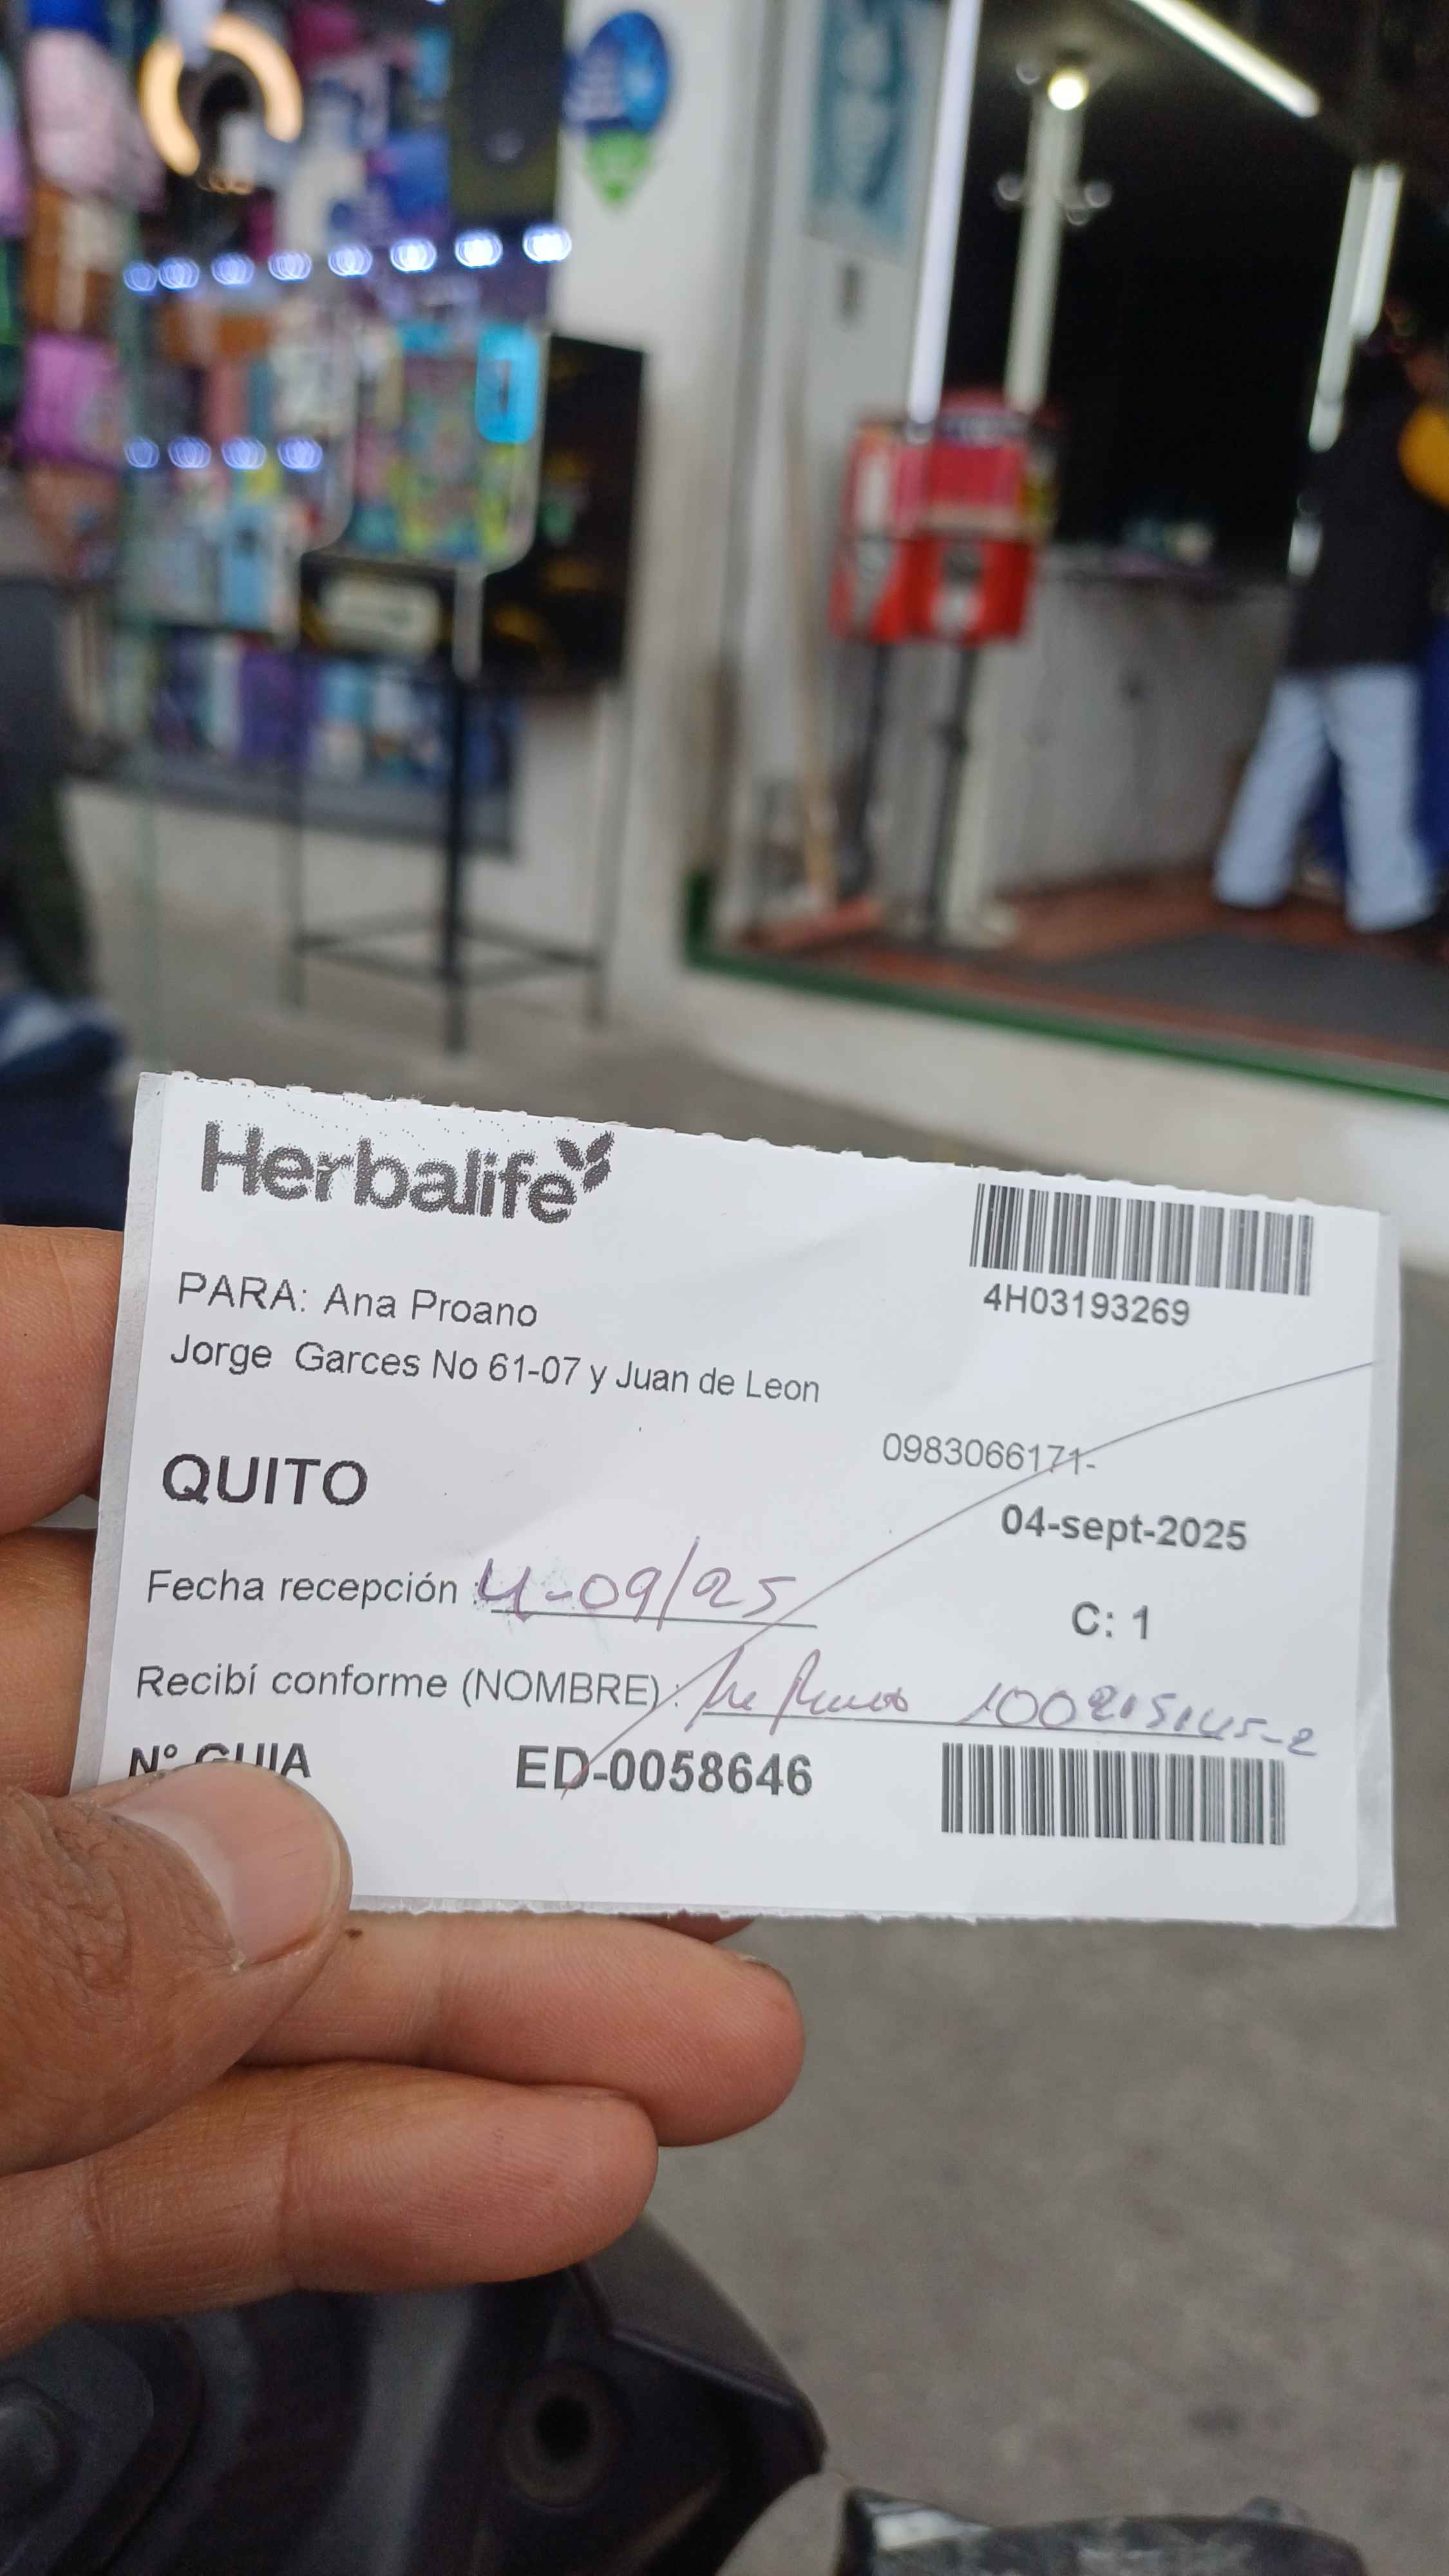 Herbalife
4H03193269
PARA: Ana Proano
Jorge Garces No 61-07 y Juan de Leon
0983066171-
QUITO
04-sept-2025
Fecha recepción : 4-09/25
C: 1
Recibí conforme (NOMBRE) :
N° GUIA ED-0058646